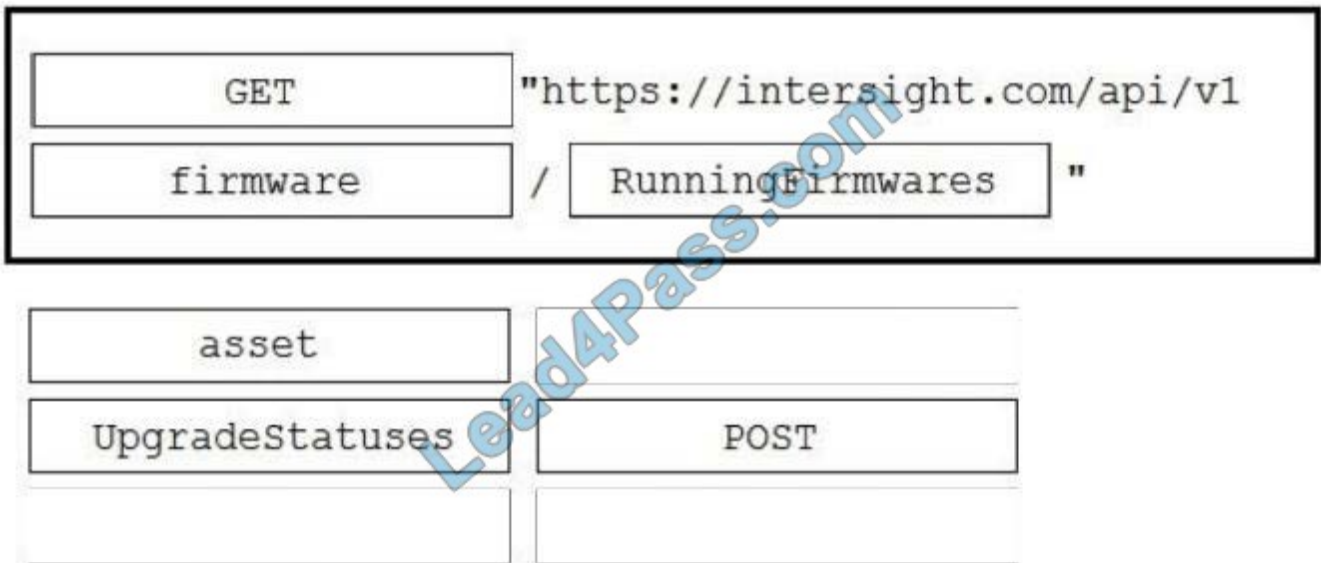 GET "https://intersight.com/api/v1
firmware / RunningFirmwares "
asset
UpgradeStatuses POST
Lead4Pass.com